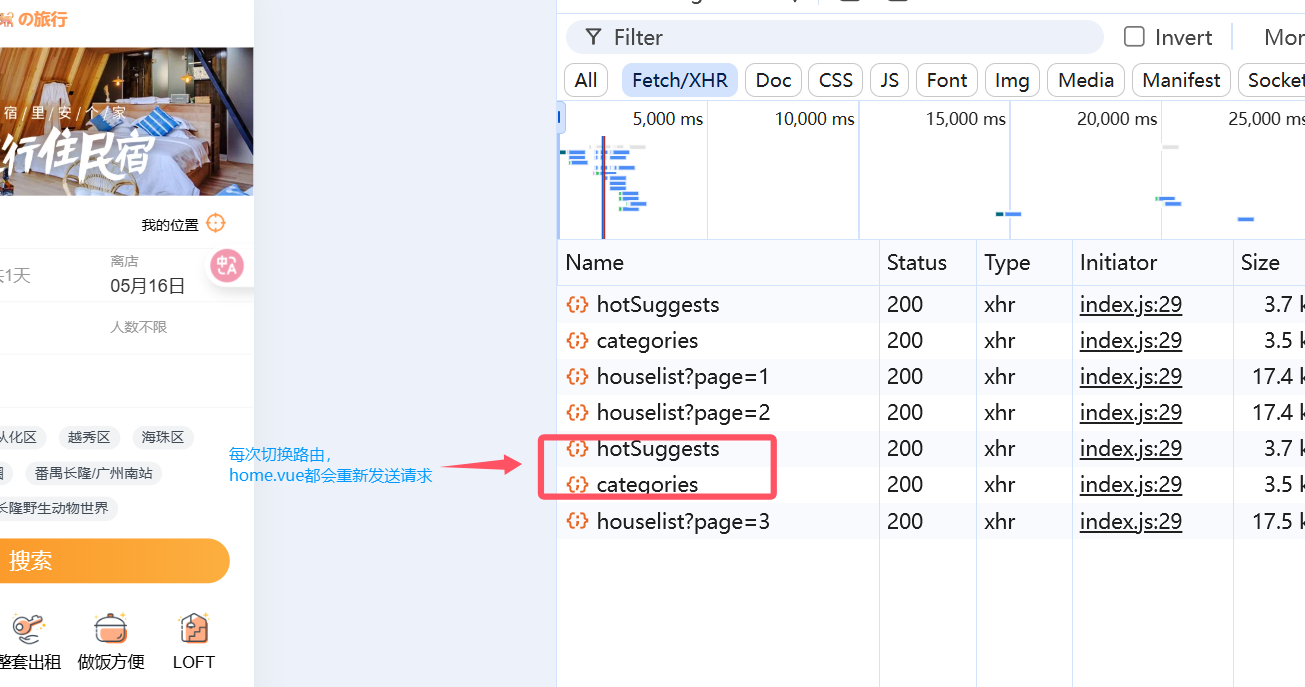 の旅行
宿/里/安/个/家
行住民宿
我的位置
共1天
离店
05月16日
人数不限
从化区
越秀区
海珠区
番禺长隆/广州南站
长隆野生动物世界
搜索
整套出租
做饭方便
LOFT
每次切换路由，
home.vue都会重新发送请求
Filter
Invert
Mor
All
Fetch/XHR
Doc
CSS
JS
Font
Img
Media
Manifest
Socket
5,000 ms
10,000 ms
15,000 ms
20,000 ms
25,000 ms
Name Status Type Initiator Size
hotSuggests 200 xhr index.js:29 3.7 k
categories 200 xhr index.js:29 3.5 k
houselist?page=1 200 xhr index.js:29 17.4 k
houselist?page=2 200 xhr index.js:29 17.4 k
hotSuggests 200 xhr index.js:29 3.7 k
categories 200 xhr index.js:29 3.5 k
houselist?page=3 200 xhr index.js:29 17.5 k